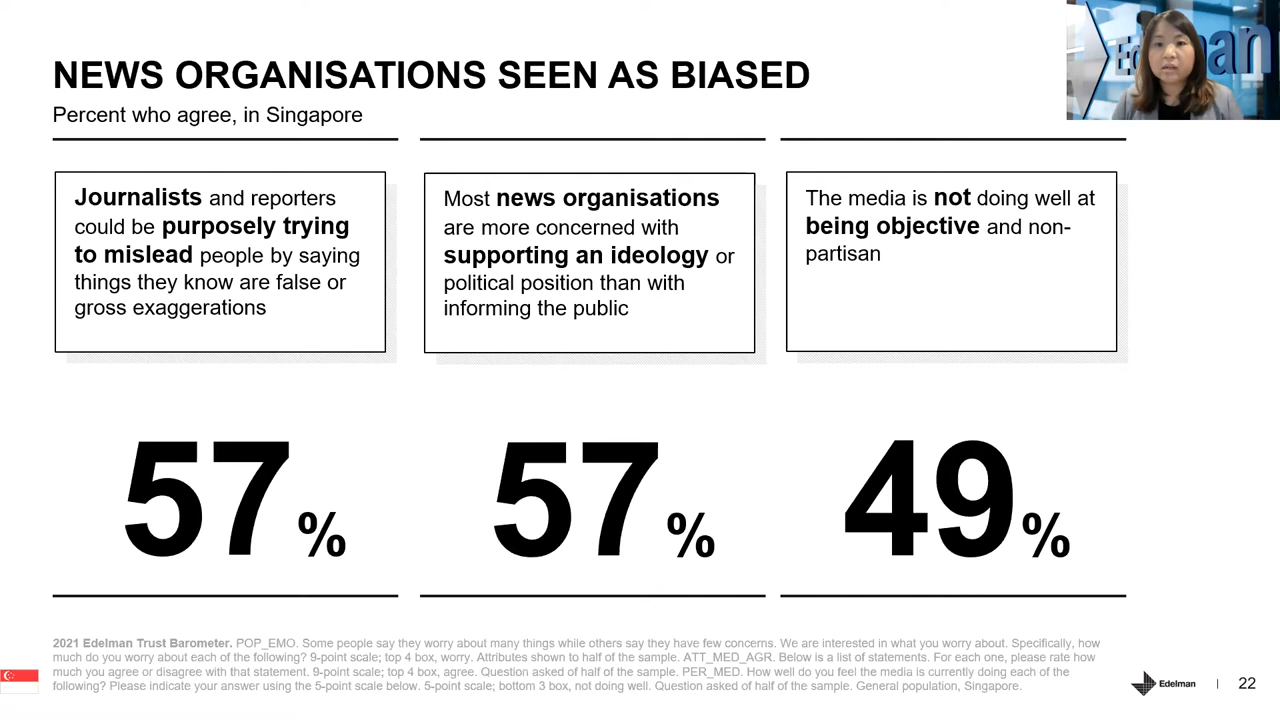 NEWS ORGANISATIONS SEEN AS BIASED
Percent who agree, in Singapore
Edelman
Journalists and reporters
could be purposely trying
to mislead people by saying
things they know are false or
gross exaggerations
Most news organisations
are more concerned with
supporting an ideology or
political position than with
informing the public
The media is not doing well at
being objective and non-
partisan
57%
57%
49%
2021 Edelman Trust Barometer. POP_EMO. Some people say they worry about many things while others say they have few concerns. We are interested in what you worry about. Specifically, how
much do you worry about each of the following? 9-point scale; top 4 box, worry. Attributes shown to half of the sample. ATT_MED_AGR. Below is a list of statements. For each one, please rate how
much you agree or disagree with that statement. 9-point scale; top 4 box, agree. Question asked of half of the sample. PER_MED. How well do you feel the media is currently doing each of the
following? Please indicate your answer using the 5-point scale below. 5-point scale; bottom 3 box, not doing well. Question asked of half of the sample. General population, Singapore.
Edelman | 22